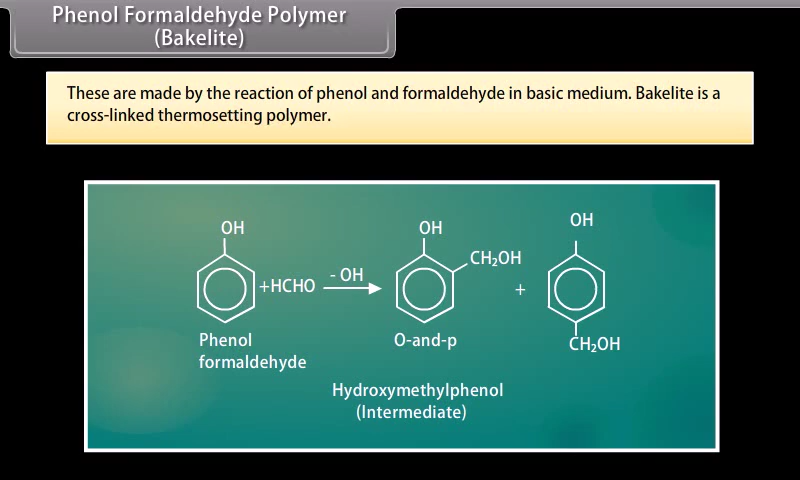 Phenol Formaldehyde Polymer
(Bakelite)
These are made by the reaction of phenol and formaldehyde in basic medium. Bakelite is a
cross-linked thermosetting polymer.
OH
OH
OH
+HCHO
- OH
CH₂OH
+
CH₂OH
Phenol
formaldehyde
O-and-p
Hydroxymethylphenol
(Intermediate)